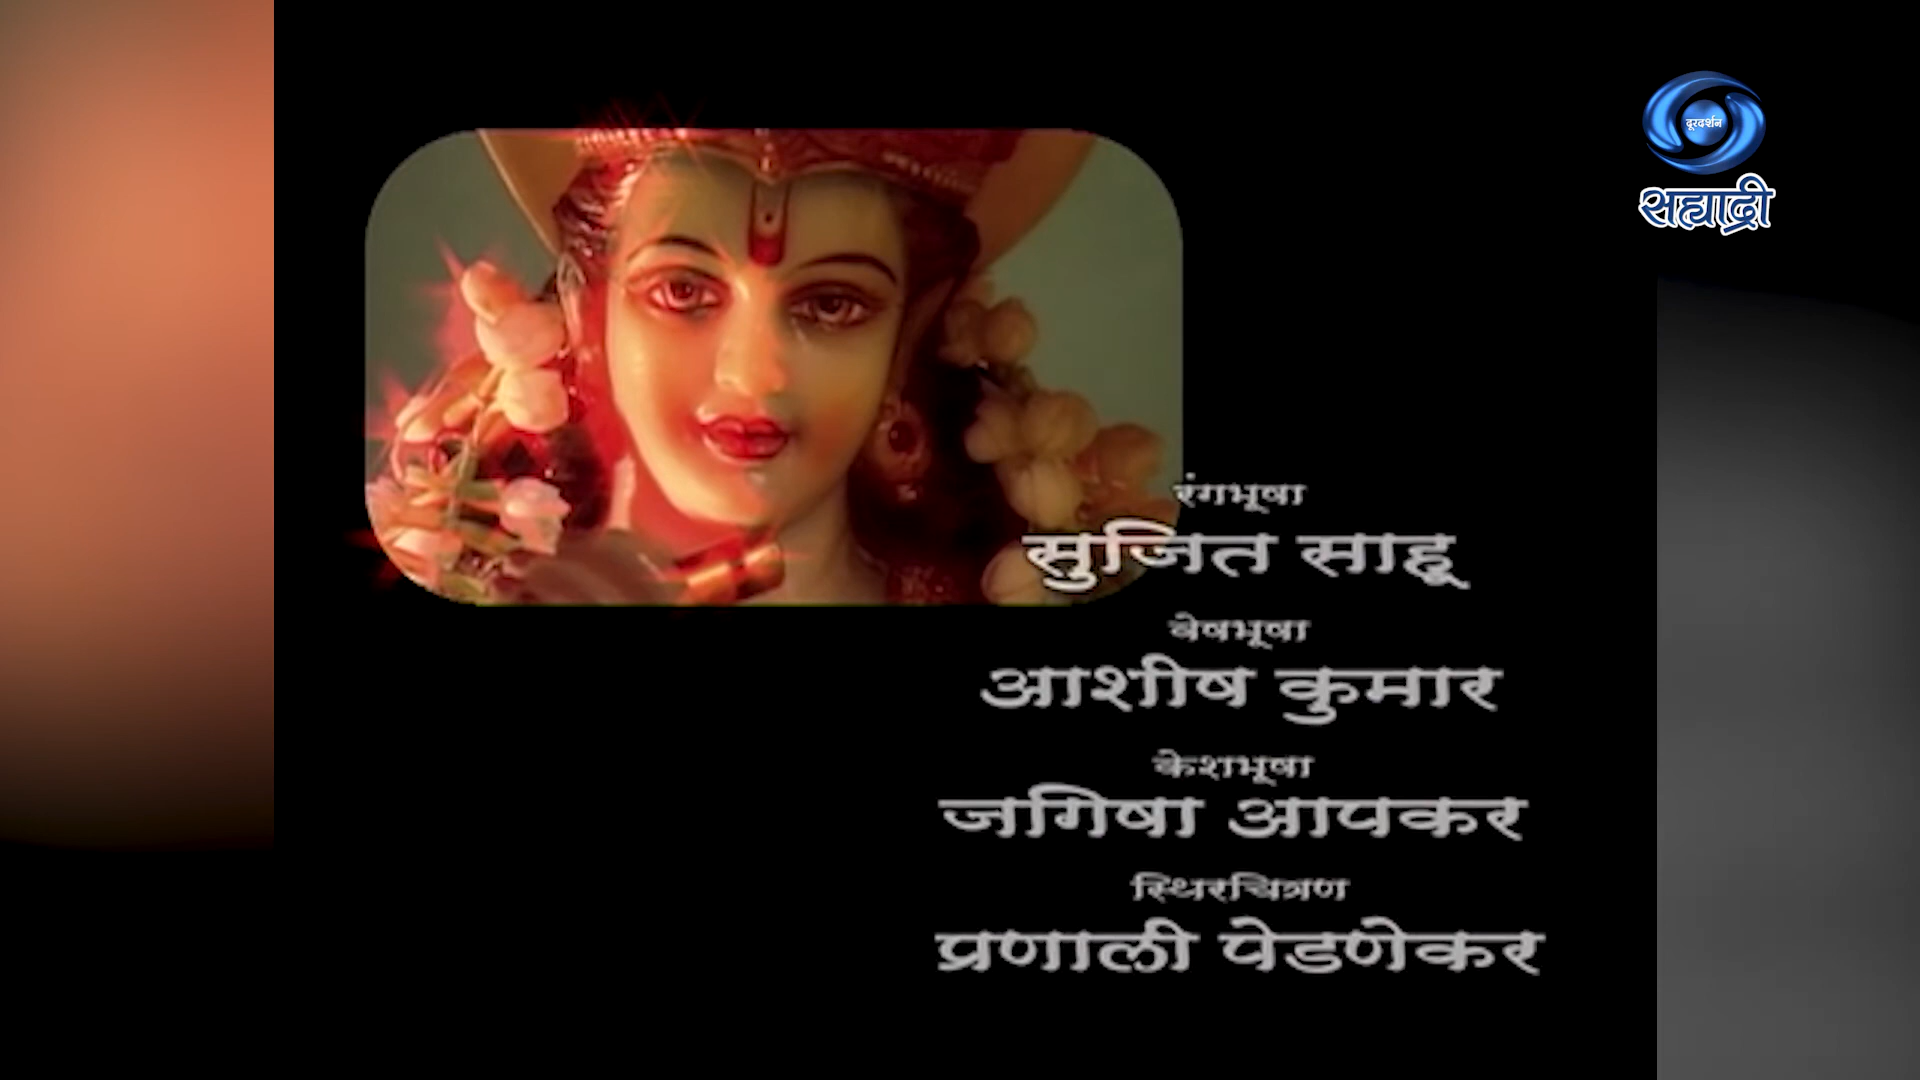 दूरदर्शन
सह्याद्री
रंगभूषा
सुजित साहू
वेषभूषा
आशीष कुमार
केशभूषा
जगिषा आपकर
स्थिरचित्रण
प्रणाली पेडणेकर